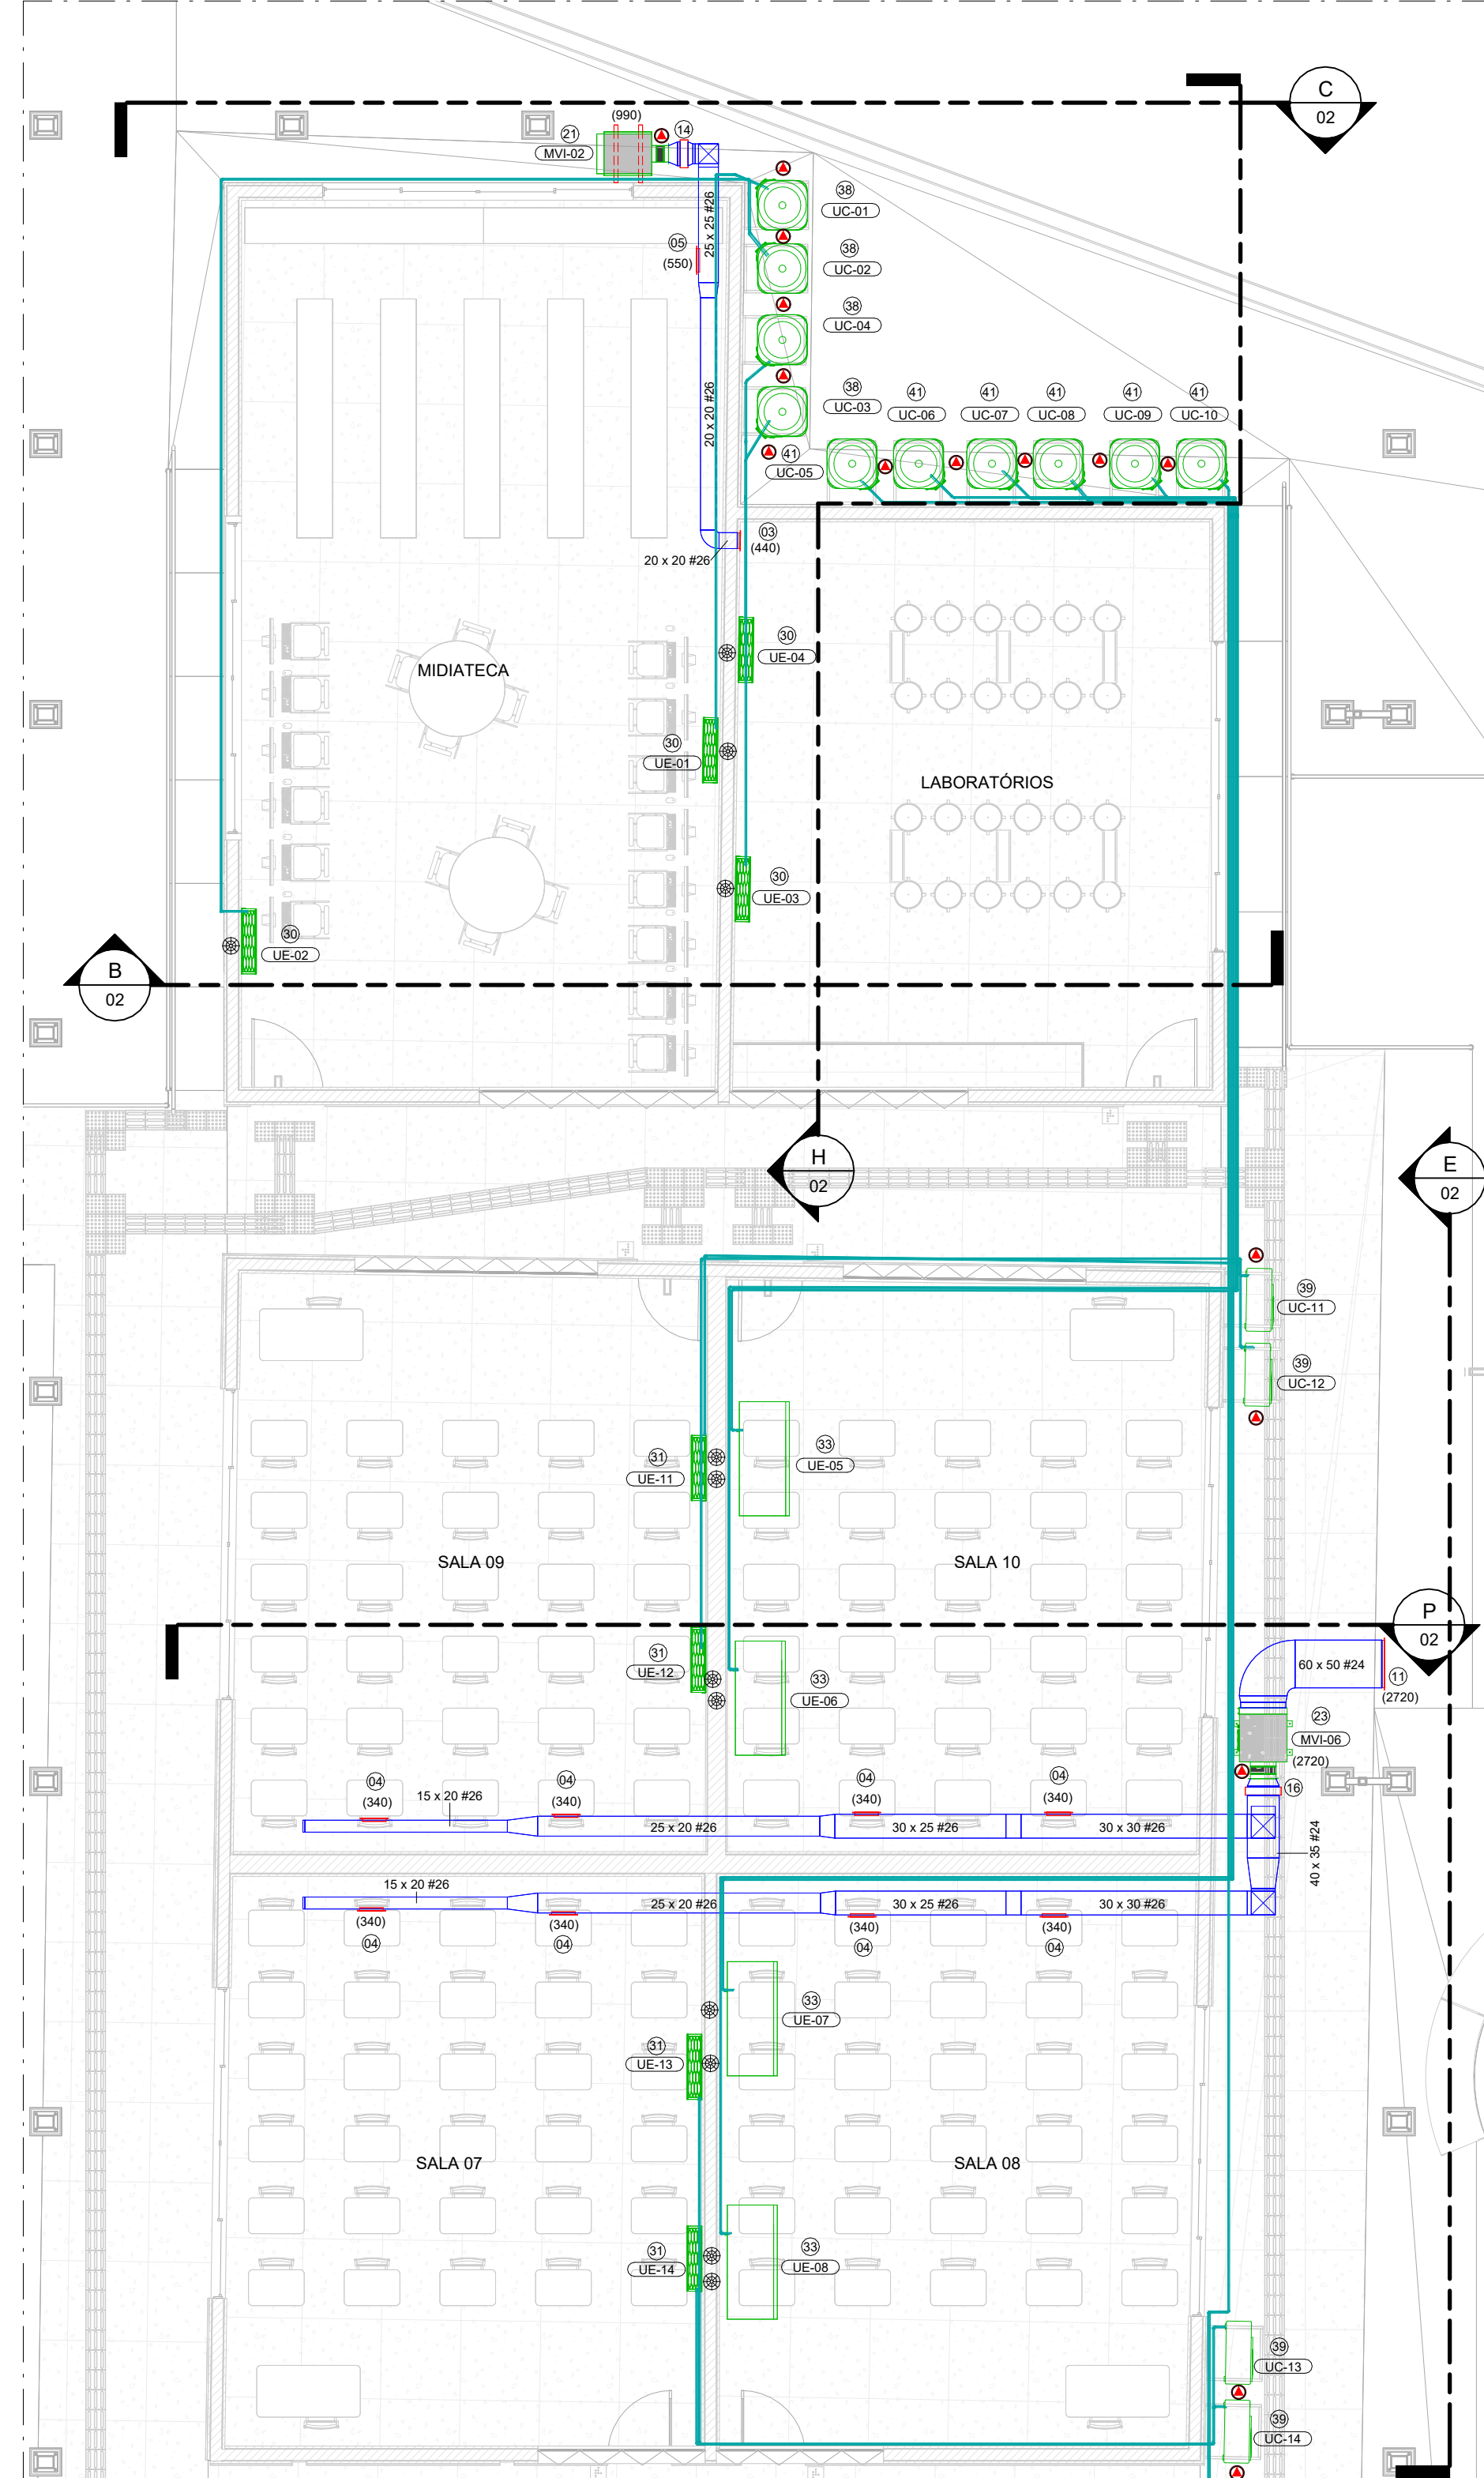 C
02
(990)
21
MVI-02
14
25 x 25 #26
05
(550)
38
UC-01
38
UC-02
38
UC-04
38
UC-03
20 x 20 #26
41
UC-05
41
UC-06
41
UC-07
41
UC-08
41
UC-09
41
UC-10
03
(440)
20 x 20 #26
30
UE-04
MIDIATECA
30
UE-01
LABORATÓRIOS
30
UE-03
30
UE-02
B
02
H
02
E
02
39
UC-11
39
UC-12
33
UE-05
31
UE-11
SALA 09
SALA 10
P
02
31
UE-12
33
UE-06
60 x 50 #24
11
(2720)
23
MVI-06
(2720)
16
04
(340)
15 x 20 #26
04
(340)
04
(340)
04
(340)
25 x 20 #26
30 x 25 #26
30 x 30 #26
40 x 35 #24
15 x 20 #26
25 x 20 #26
30 x 25 #26
30 x 30 #26
(340)
04
(340)
04
(340)
04
(340)
04
33
UE-07
31
UE-13
SALA 07
SALA 08
31
UE-14
33
UE-08
39
UC-13
39
UC-14